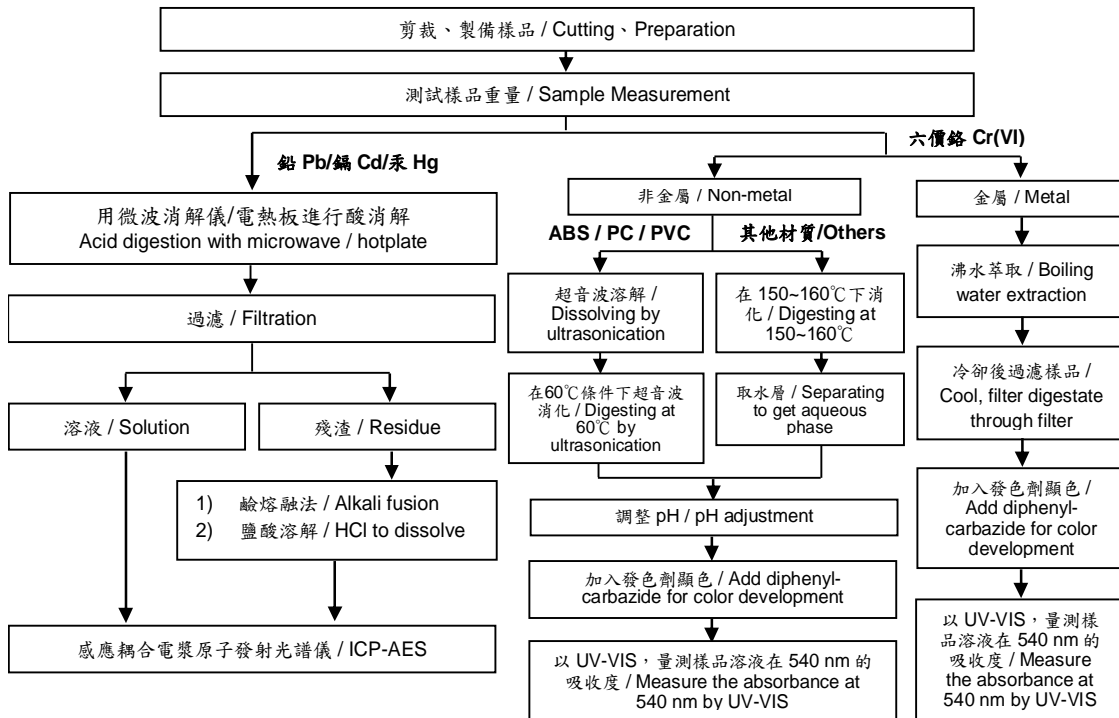 剪裁、製備樣品 / Cutting、Preparation
測試樣品重量 / Sample Measurement
鉛 Pb/鎘 Cd/汞 Hg
用微波消解儀/電熱板進行酸消解
Acid digestion with microwave / hotplate
過濾 / Filtration
溶液 / Solution
殘渣 / Residue
1) 鹼熔融法 / Alkali fusion
2) 鹽酸溶解 / HCl to dissolve
感應耦合電漿原子發射光譜儀 / ICP-AES
六價鉻 Cr(VI)
非金屬 / Non-metal
ABS / PC / PVC
超音波溶解 /
Dissolving by
ultrasonication
在60℃條件下超音波
消化 / Digesting at
60℃ by
ultrasonication
其他材質/Others
在 150~160℃下消
化 / Digesting at
150~160℃
取水層 / Separating
to get aqueous
phase
調整 pH / pH adjustment
加入發色劑顯色 / Add diphenyl-
carbazide for color development
以 UV-VIS，量測樣品溶液在 540 nm 的
吸收度 / Measure the absorbance at
540 nm by UV-VIS
金屬 / Metal
沸水萃取 / Boiling
water extraction
冷卻後過濾樣品 /
Cool, filter digestate
through filter
加入發色劑顯色 /
Add diphenyl-
carbazide for color
development
以 UV-VIS，量測樣
品溶液在 540 nm 的
吸收度 / Measure
the absorbance at
540 nm by UV-VIS